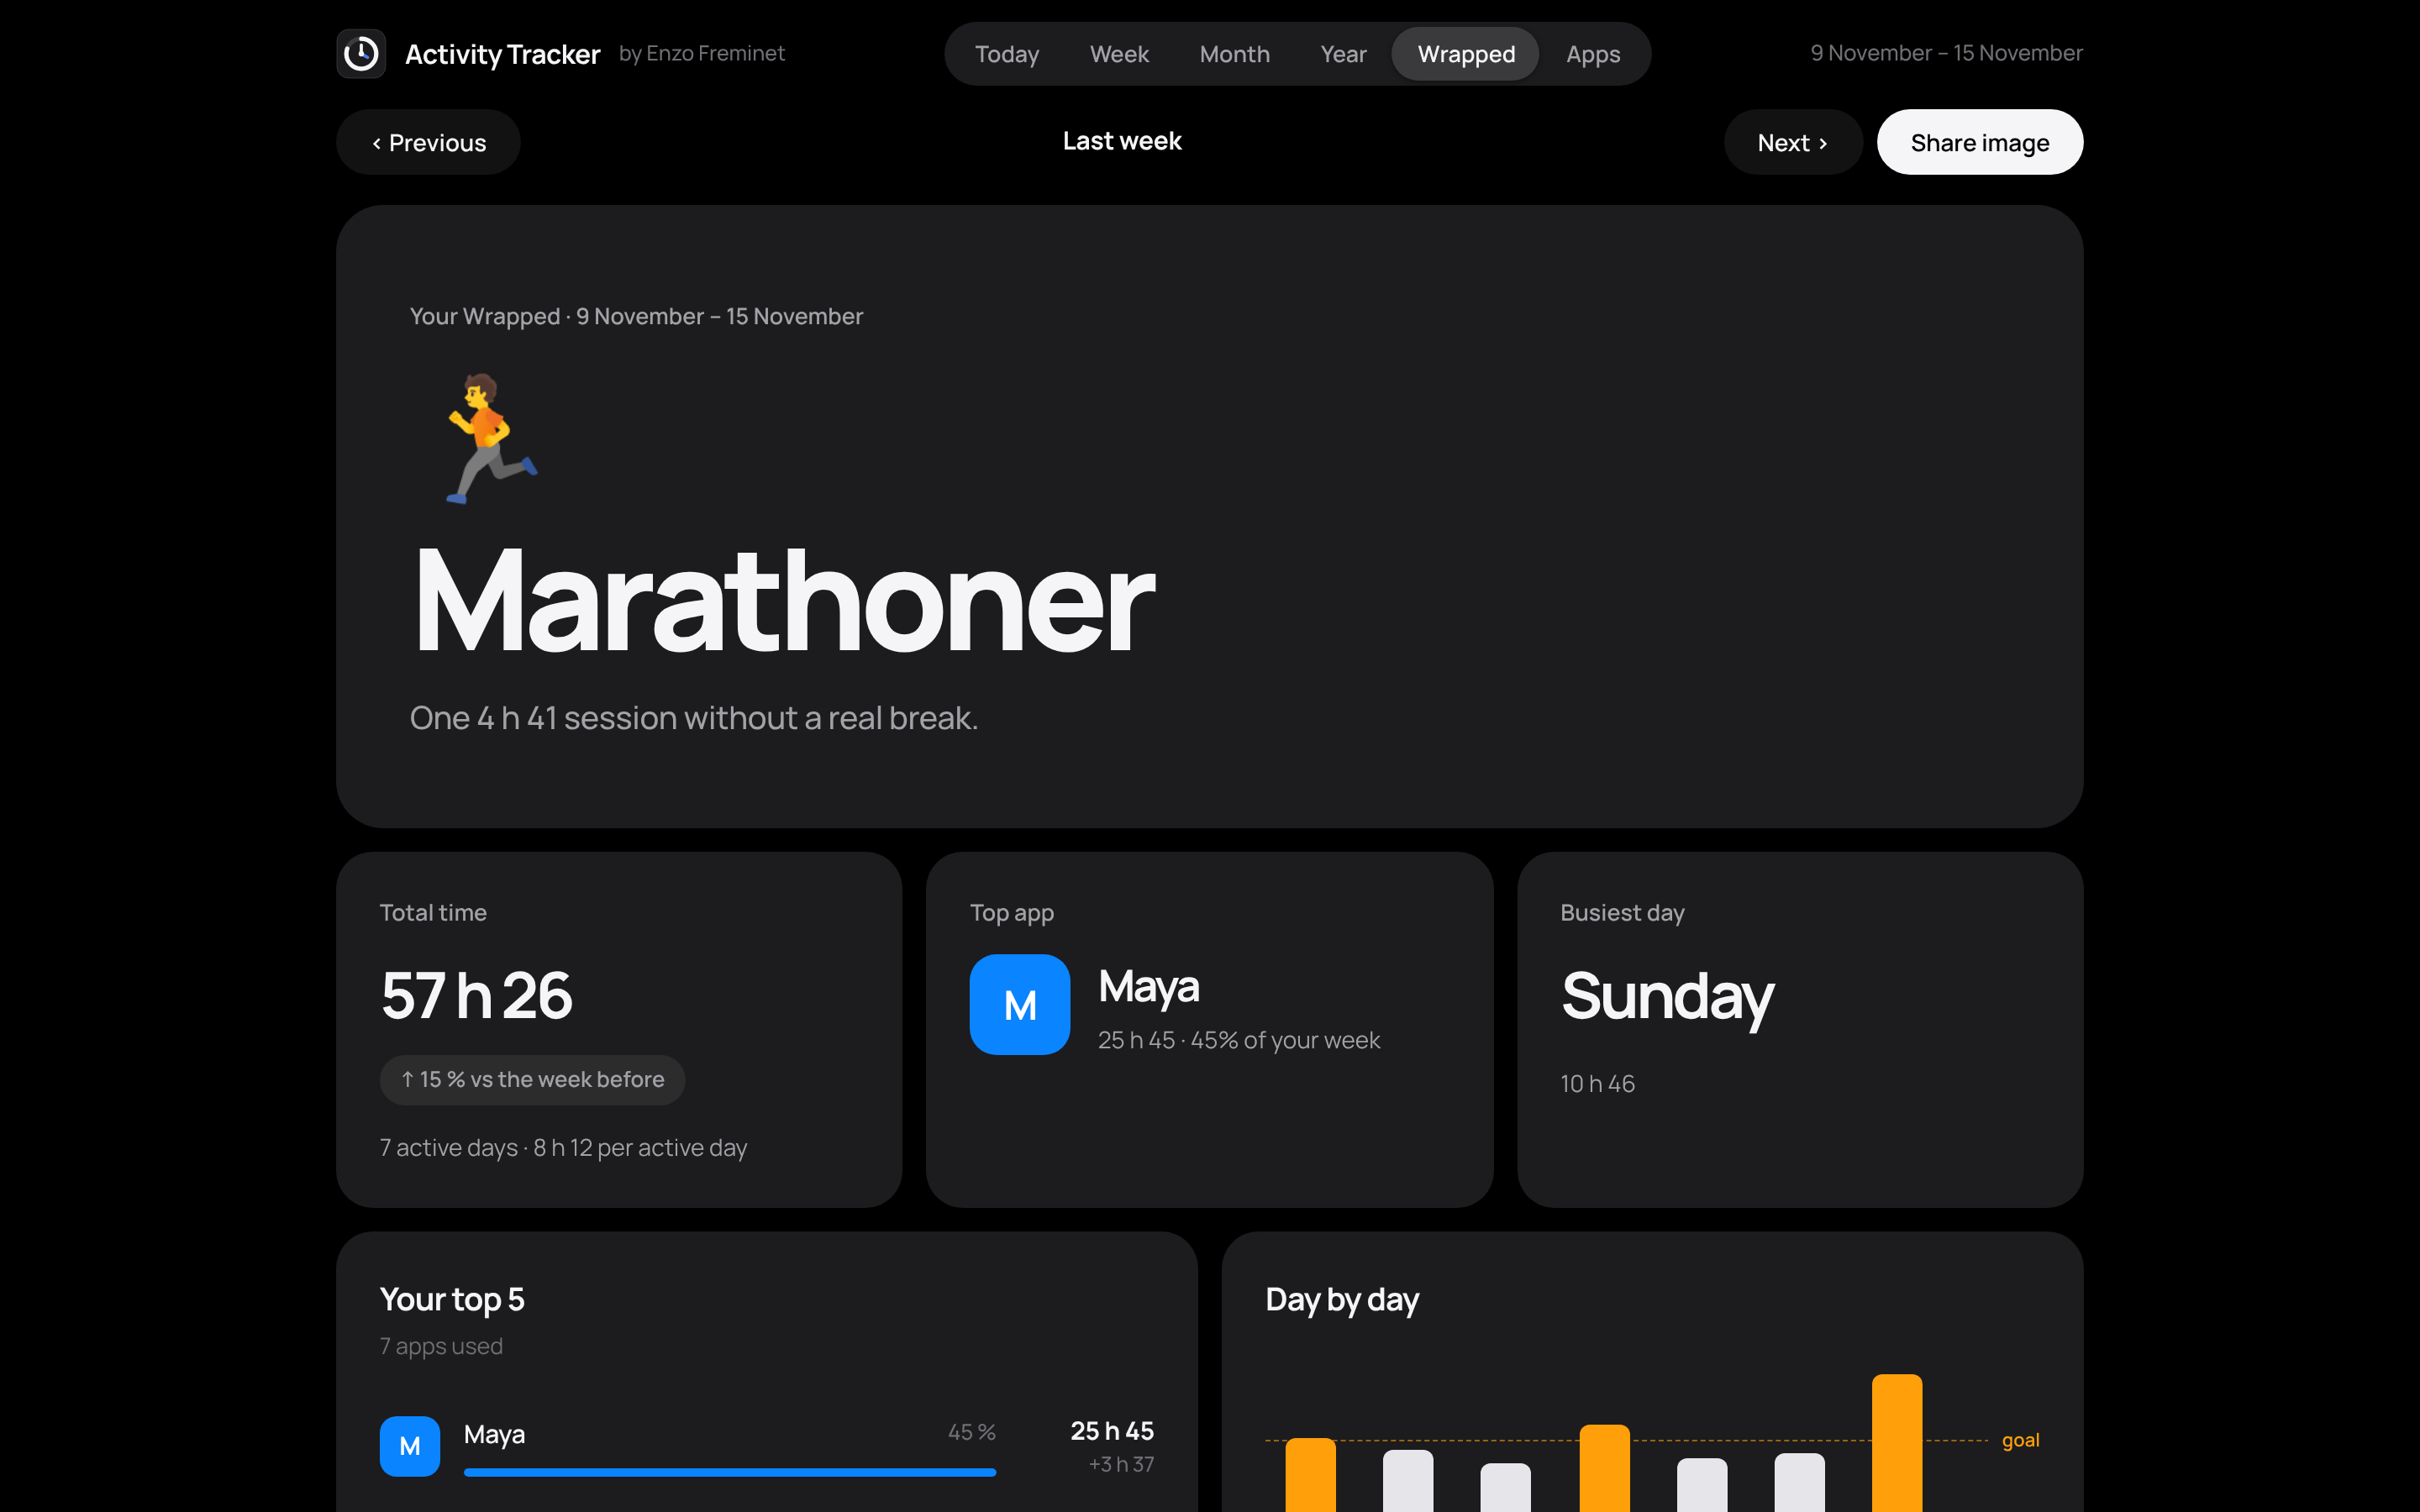 Activity Tracker by Enzo Freminet
Today Week Month Year Wrapped Apps
9 November – 15 November
‹ Previous
Last week
Next ›
Share image
Your Wrapped · 9 November – 15 November
Marathoner
One 4 h 41 session without a real break.
Total time
57 h 26
↑ 15 % vs the week before
7 active days · 8 h 12 per active day
Top app
M
Maya
25 h 45 · 45% of your week
Busiest day
Sunday
10 h 46
Your top 5
7 apps used
M
Maya
45 %
25 h 45
+3 h 37
Day by day
goal